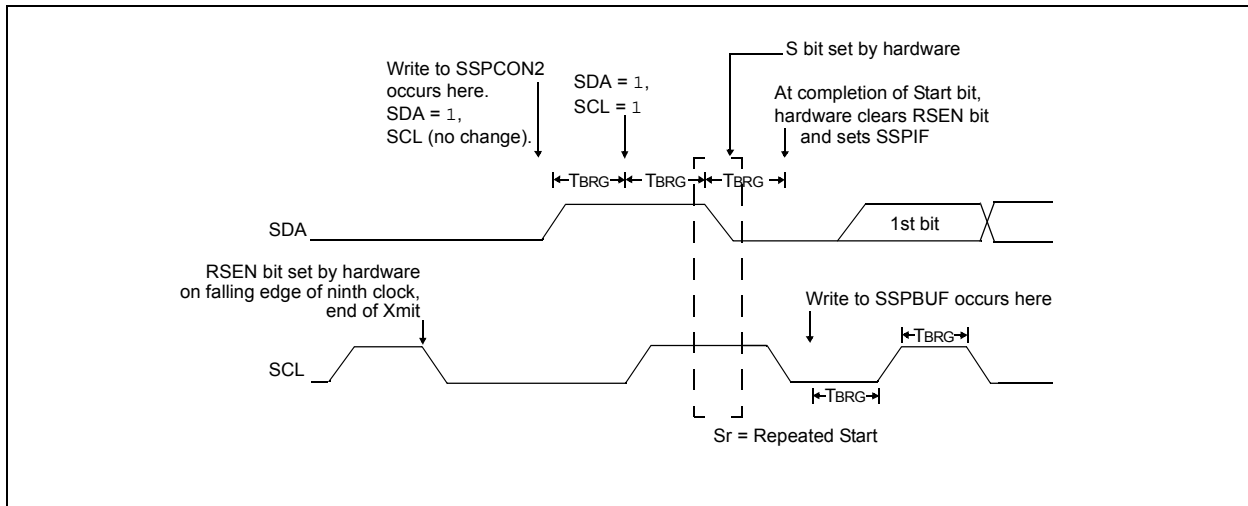 S bit set by hardware
Write to SSPCON2
occurs here.
SDA = 1,
SCL (no change).
SDA = 1,
SCL = 1
At completion of Start bit,
hardware clears RSEN bit
and sets SSPIF
TBRG
TBRG
TBRG
SDA
1st bit
RSEN bit set by hardware
on falling edge of ninth clock,
end of Xmit
Write to SSPBUF occurs here
TBRG
SCL
TBRG
Sr = Repeated Start